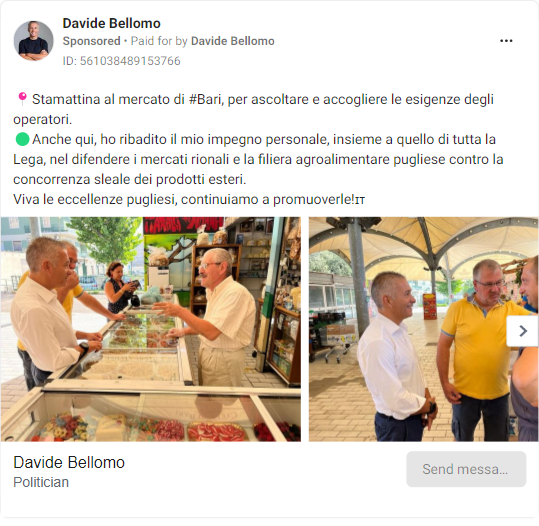 Davide Bellomo
Sponsored • Paid for by Davide Bellomo
ID: 561038489153766
📍Stamattina al mercato di #Bari, per ascoltare e accogliere le esigenze degli
operatori.
🟢Anche qui, ho ribadito il mio impegno personale, insieme a quello di tutta la
Lega, nel difendere i mercati rionali e la filiera agroalimentare pugliese contro la
concorrenza sleale dei prodotti esteri.
Viva le eccellenze pugliesi, continuiamo a promuoverle!ɪᴛ
Davide Bellomo
Politician
Send messa...